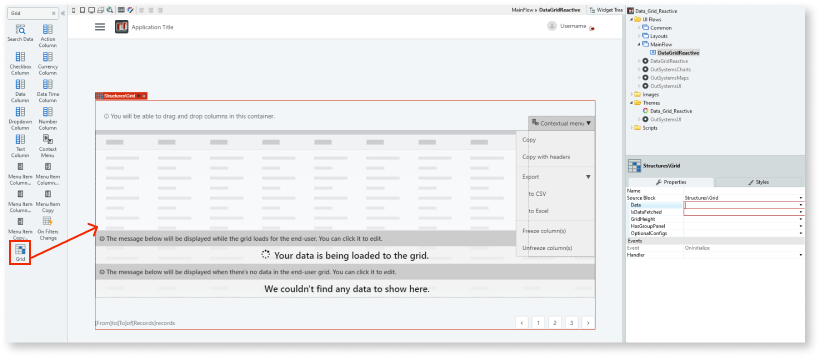 Grid
Search Data
Action Column
Checkbox Column
Currency Column
Data Column
Data Time Column
Dropdown Column
Number Column
Text Column
Context Menu
Menu Item Column...
Menu Item Column...
Menu Item Column...
Menu Item Copy
Menu Item Copy...
On Filters Change
Grid
MainFlow ▸ DataGridReactive
Widget Tree
Application Title
Username
Structures\Grid
You will be able to drag and drop columns in this container.
Contextual menu
Copy
Copy with headers
Export
to CSV
to Excel
Freeze column(s)
Unfreeze column(s)
The message below will be displayed while the grid loads for the end-user. You can click it to edit.
Your data is being loaded to the grid.
The message below will be displayed when there's no data in the end-user grid. You can click it to edit.
We couldn't find any data to show here.
[From]to[To]of[Records]records
< 1 2 3 >
Data_Grid_Reactive
UI Flows
Common
Layouts
MainFlow
DataGridReactive
DataGridReactive
OutSystemsCharts
OutSystemsMaps
OutSystemsUI
Images
Themes
Data_Grid_Reactive
OutSystemsUI
Scripts
Structures\Grid
Properties
Styles
Name
Source Block Structures\Grid
Data
IsDataFetched
GridHeight
HasGroupPanel
OptionalConfigs
Events
Event OnInitialize
Handler